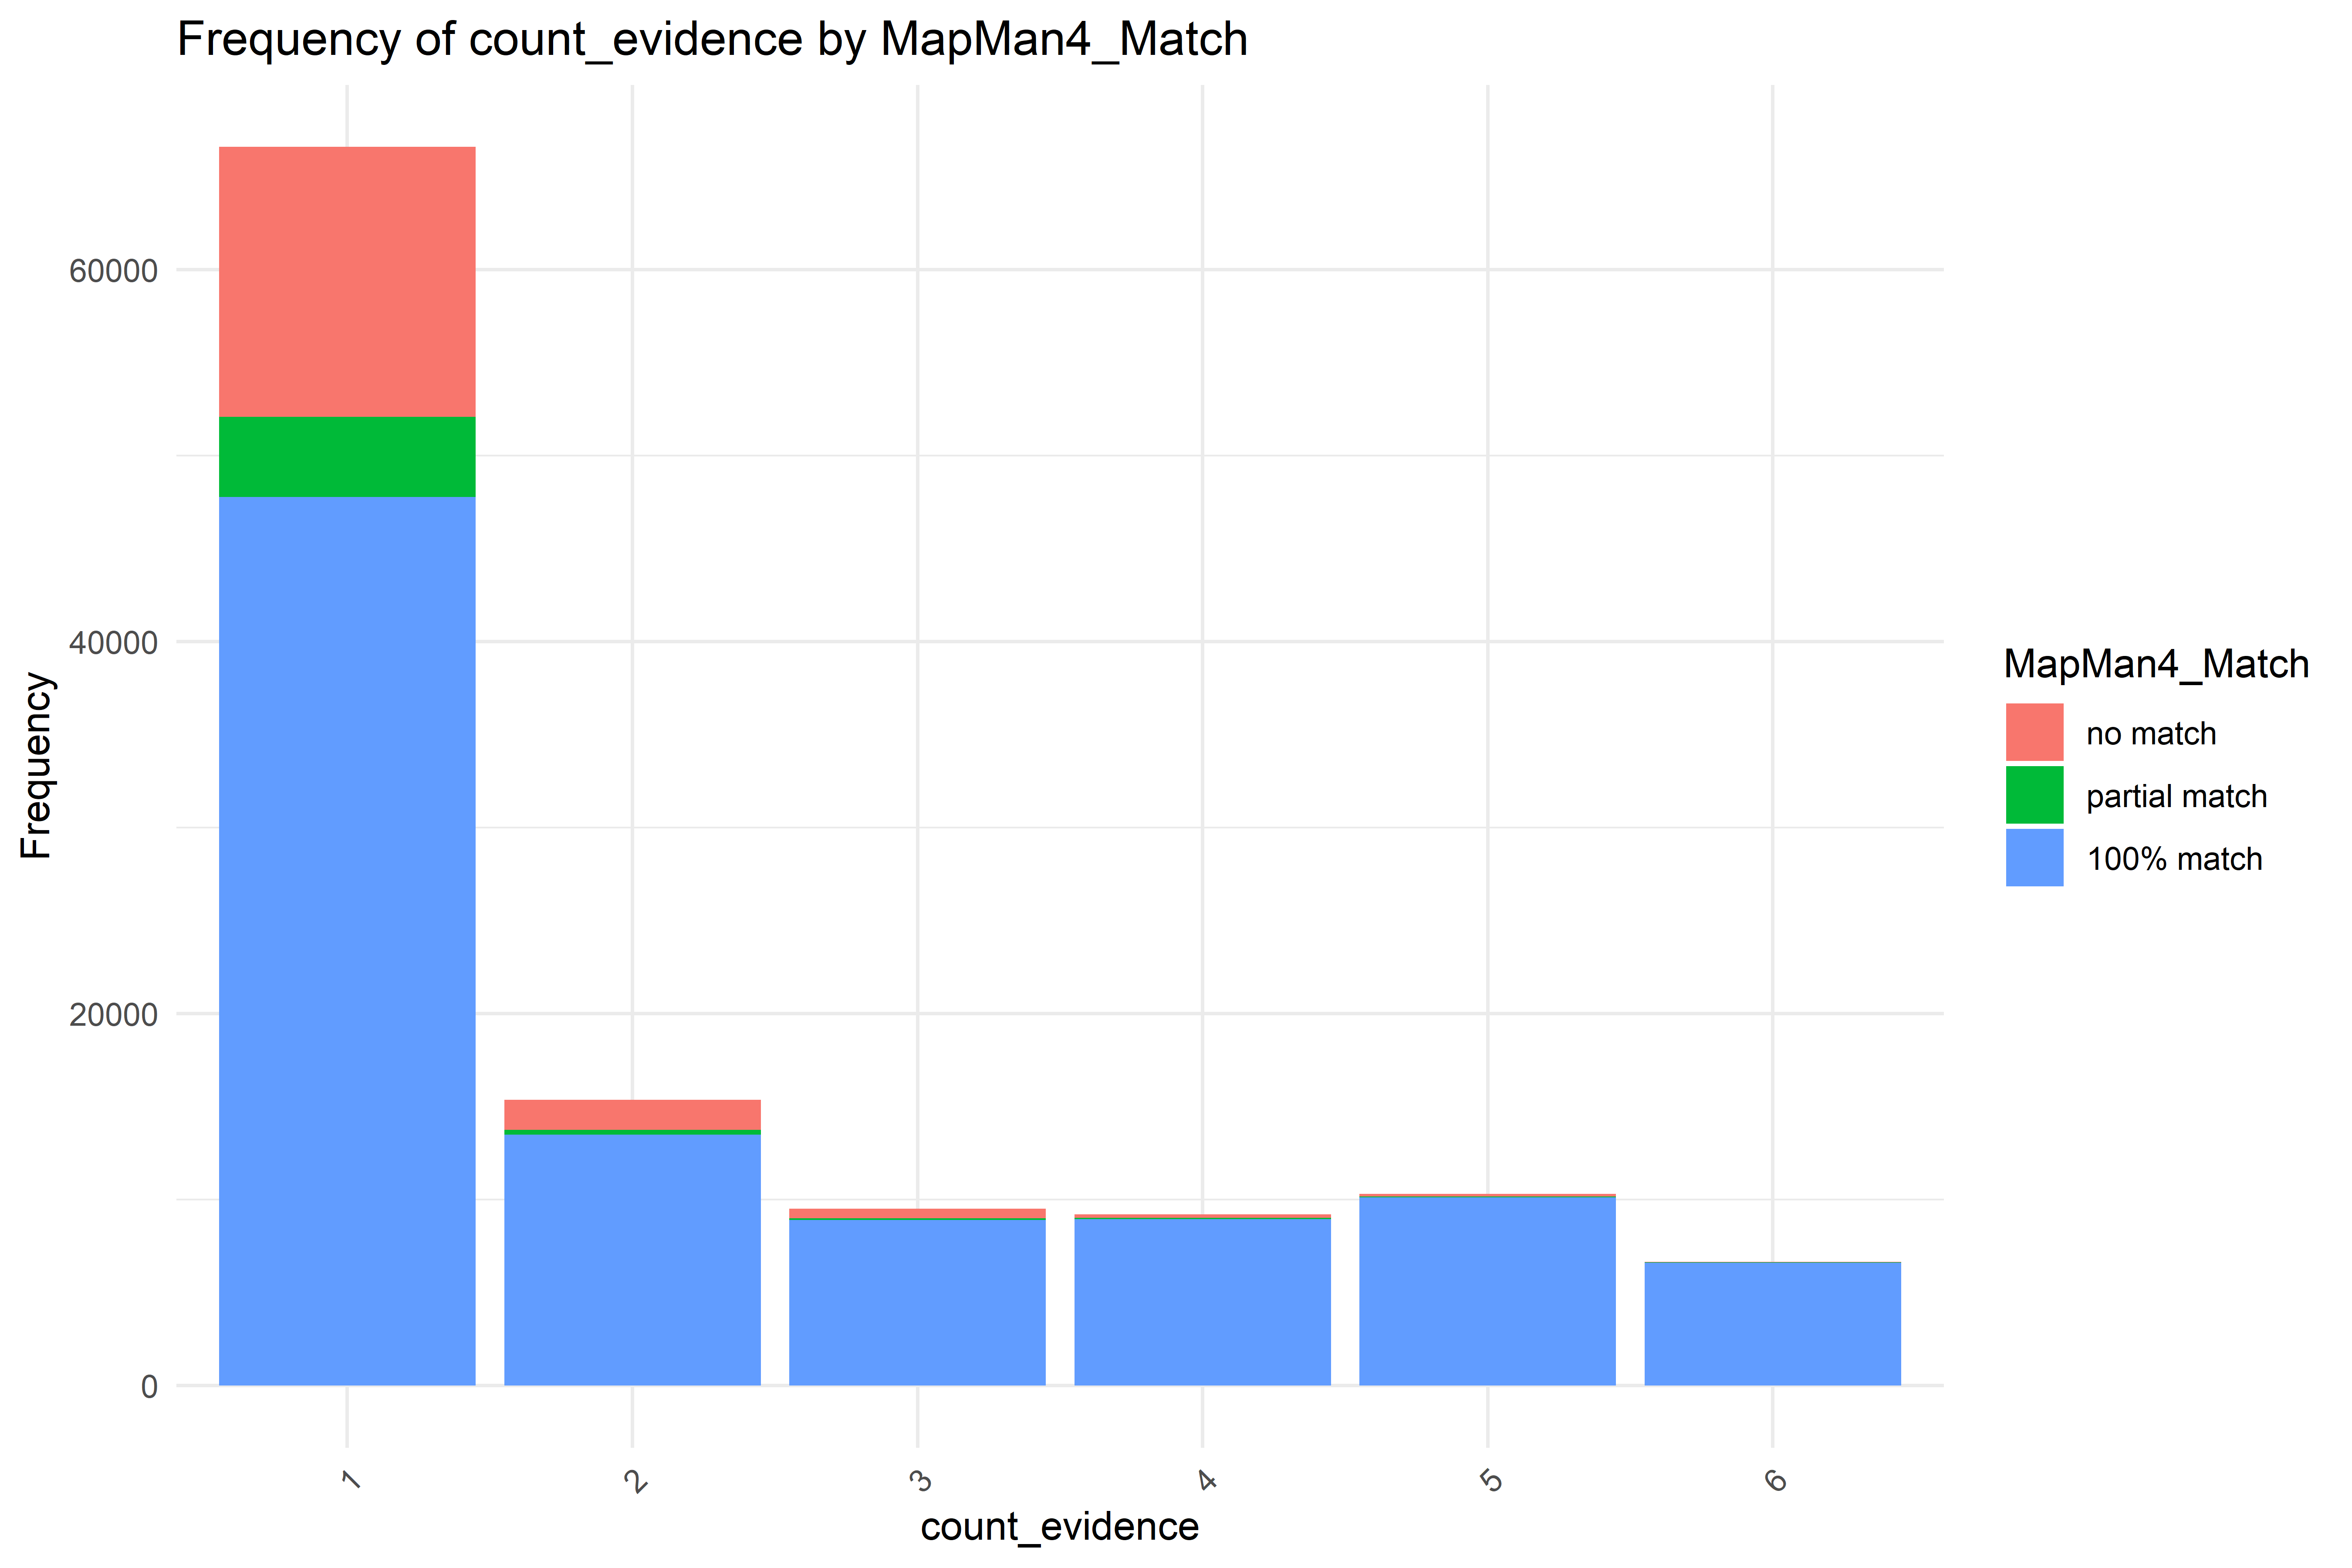 Frequency of count_evidence by MapMan4_Match
60000
40000
20000
0
Frequency
1
2
3
4
5
6
count_evidence
MapMan4_Match
no match
partial match
100% match